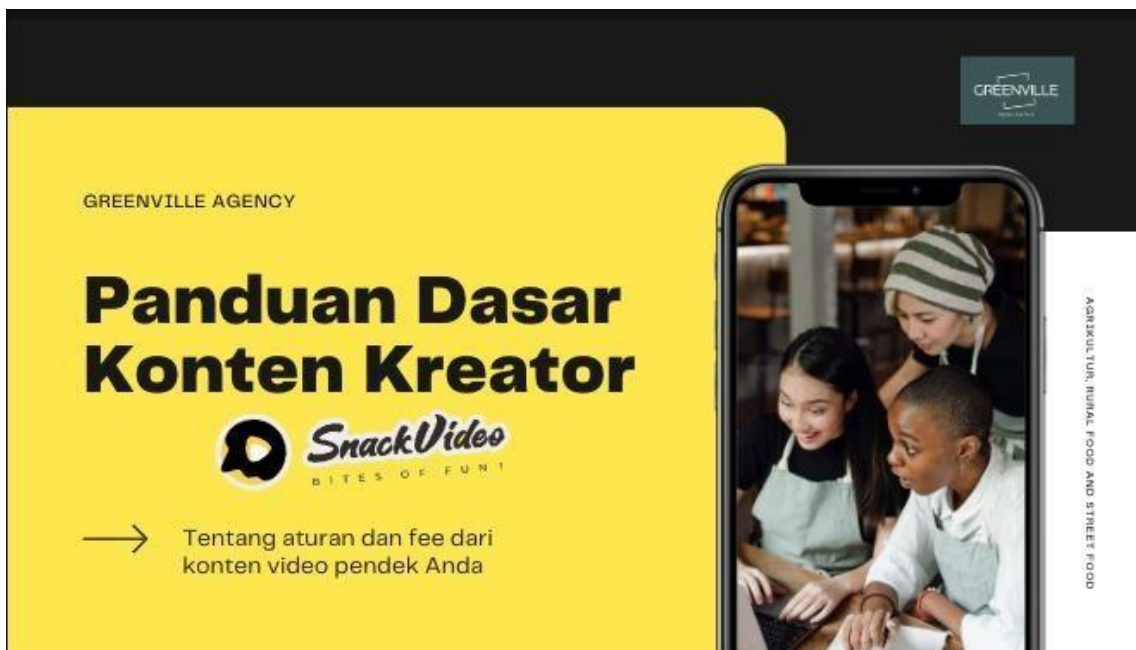 GREENVILLE
GREENVILLE AGENCY
Panduan Dasar
Konten Kreator
SnackVideo
BITES OF FUN!
Tentang aturan dan fee dari
konten video pendek Anda
AGRIKULTUR, RURAL FOOD AND STREET FOOD